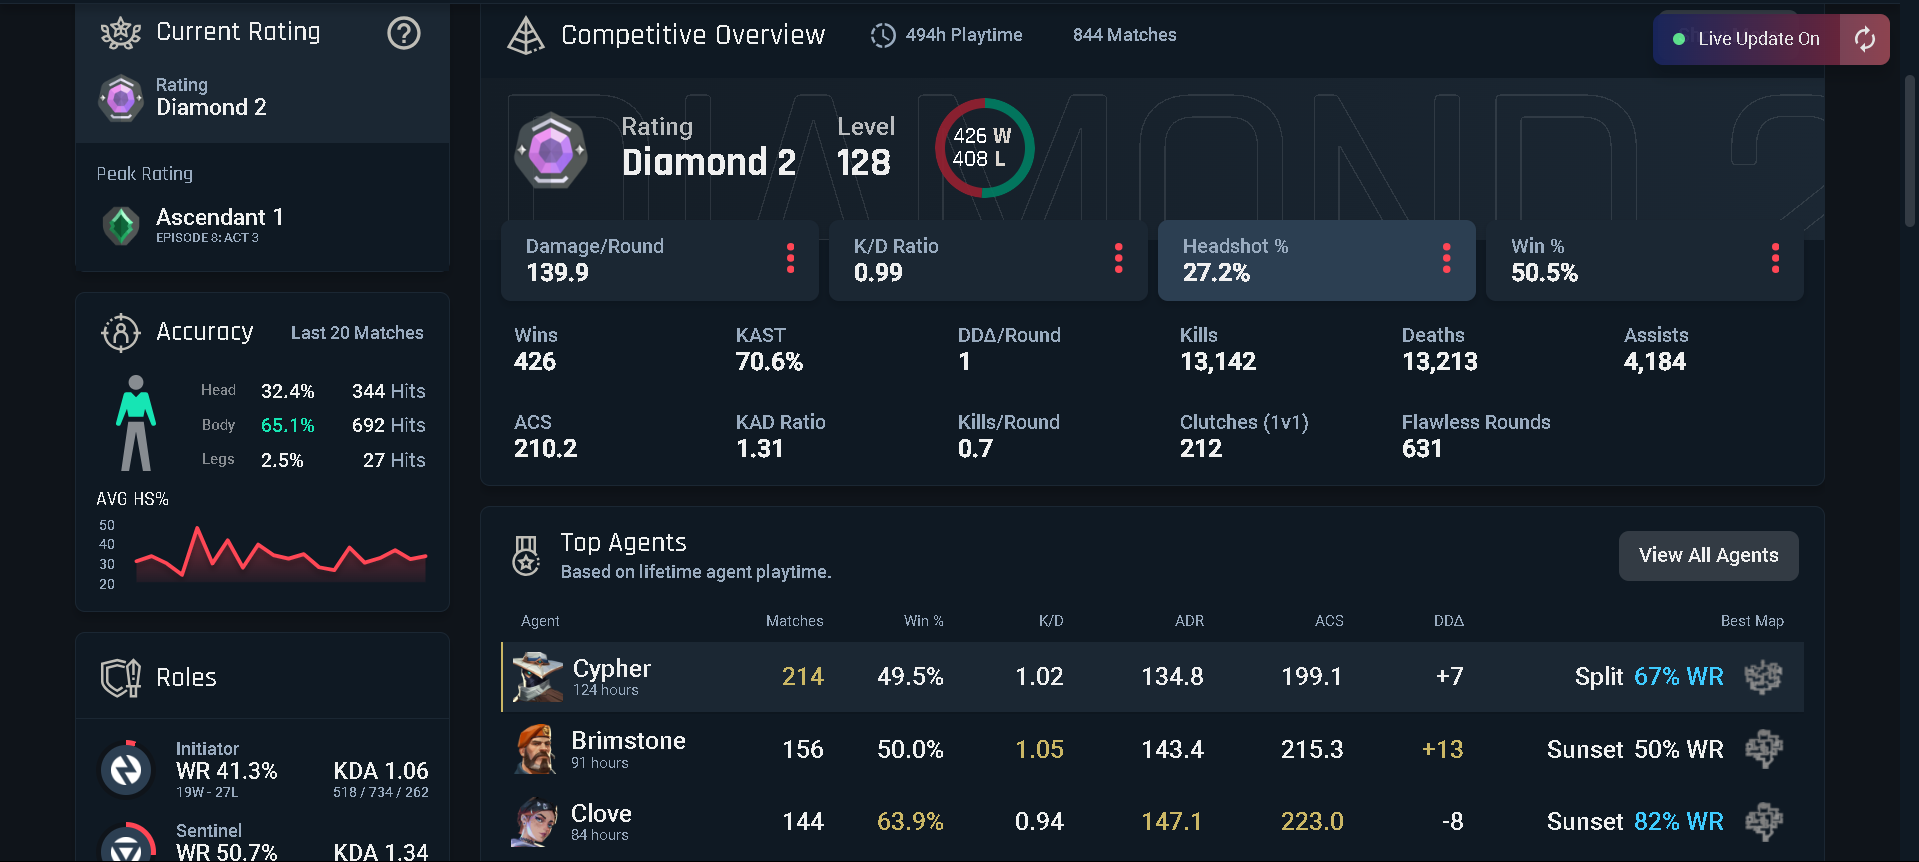 Current Rating
Rating
Diamond 2
Peak Rating
Ascendant 1
EPISODE 8: ACT 3
Accuracy Last 20 Matches
Head 32.4% 344 Hits
Body 65.1% 692 Hits
Legs 2.5% 27 Hits
AVG HS%
50
40
30
20
Roles
Initiator
WR 41.3% KDA 1.06
19W - 27L 518 / 734 / 262
Sentinel
WR 50.7% KDA 1.34
Competitive Overview 494h Playtime 844 Matches
Live Update On
DIAMOND 2
Rating Level
Diamond 2 128
426 W
408 L
Damage/Round K/D Ratio Headshot % Win %
139.9 0.99 27.2% 50.5%
Wins KAST DDΔ/Round Kills Deaths Assists
426 70.6% 1 13,142 13,213 4,184
ACS KAD Ratio Kills/Round Clutches (1v1) Flawless Rounds
210.2 1.31 0.7 212 631
Top Agents
Based on lifetime agent playtime.
View All Agents
Agent Matches Win % K/D ADR ACS DDΔ Best Map
Cypher 214 49.5% 1.02 134.8 199.1 +7 Split 67% WR
124 hours
Brimstone 156 50.0% 1.05 143.4 215.3 +13 Sunset 50% WR
91 hours
Clove 144 63.9% 0.94 147.1 223.0 -8 Sunset 82% WR
84 hours